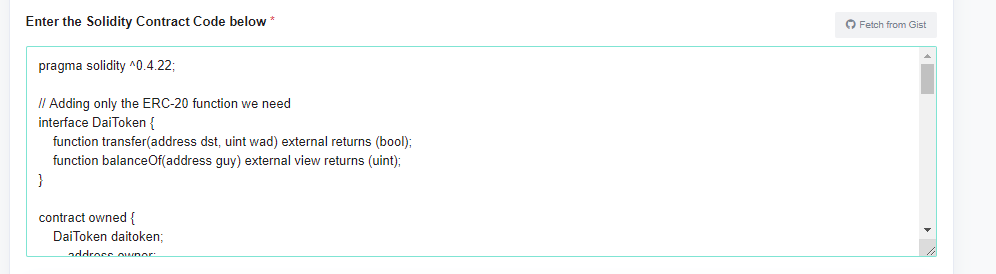 Enter the Solidity Contract Code below *
Fetch from Gist
pragma solidity ^0.4.22;
// Adding only the ERC-20 function we need
interface DaiToken {
function transfer(address dst, uint wad) external returns (bool);
function balanceOf(address guy) external view returns (uint);
}
contract owned {
DaiToken daitoken;
address owner;